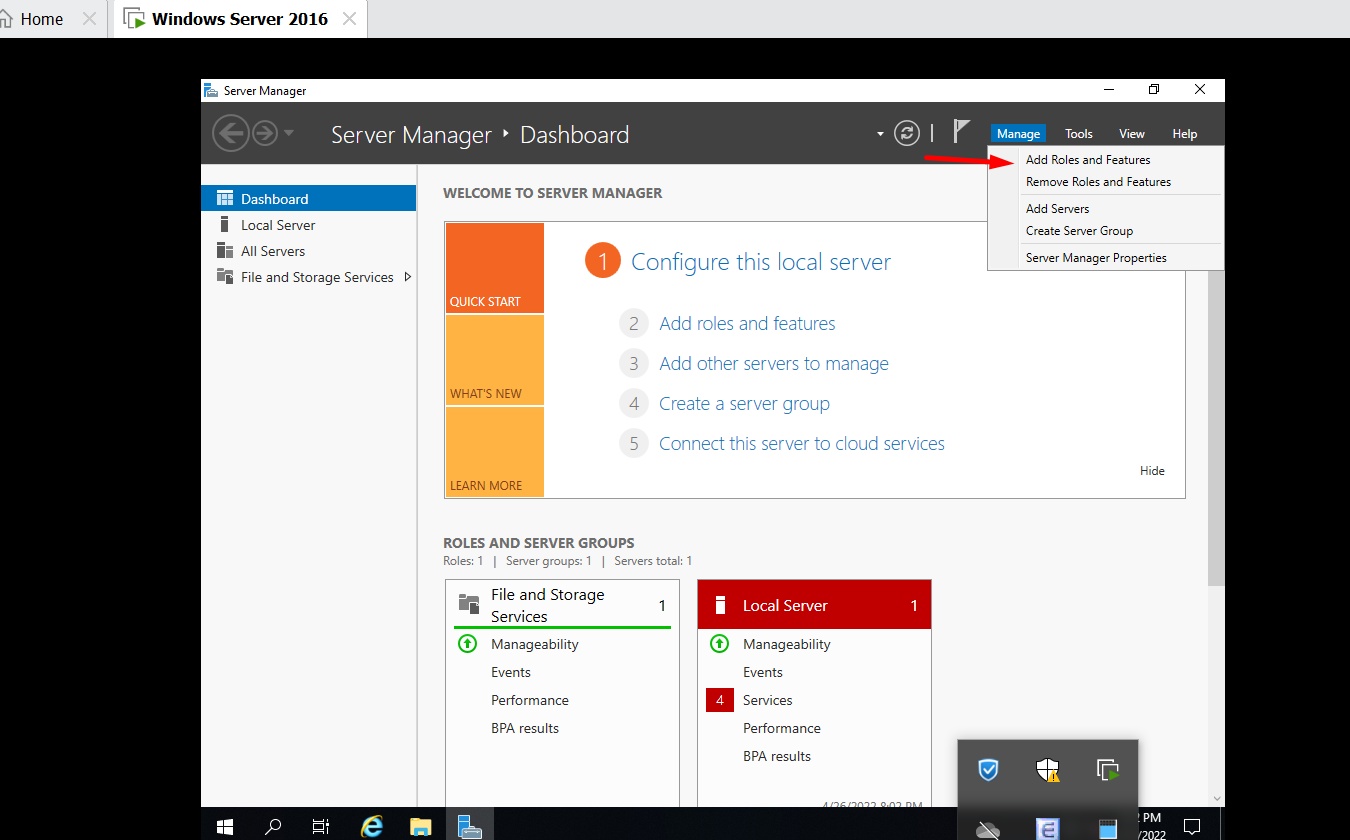 Home
Windows Server 2016
Server Manager
Server Manager
Dashboard
Manage
Tools
View
Help
Add Roles and Features
Remove Roles and Features
Add Servers
Create Server Group
Server Manager Properties
Dashboard
Local Server
All Servers
File and Storage Services
WELCOME TO SERVER MANAGER
QUICK START
WHAT'S NEW
LEARN MORE
1 Configure this local server
2 Add roles and features
3 Add other servers to manage
4 Create a server group
5 Connect this server to cloud services
Hide
ROLES AND SERVER GROUPS
Roles: 1 | Server groups: 1 | Servers total: 1
File and Storage
Services
1
Manageability
Events
Performance
BPA results
Local Server 1
Manageability
Events
4 Services
Performance
BPA results
4/26/2022 8:02 PM
2 PM
/2022